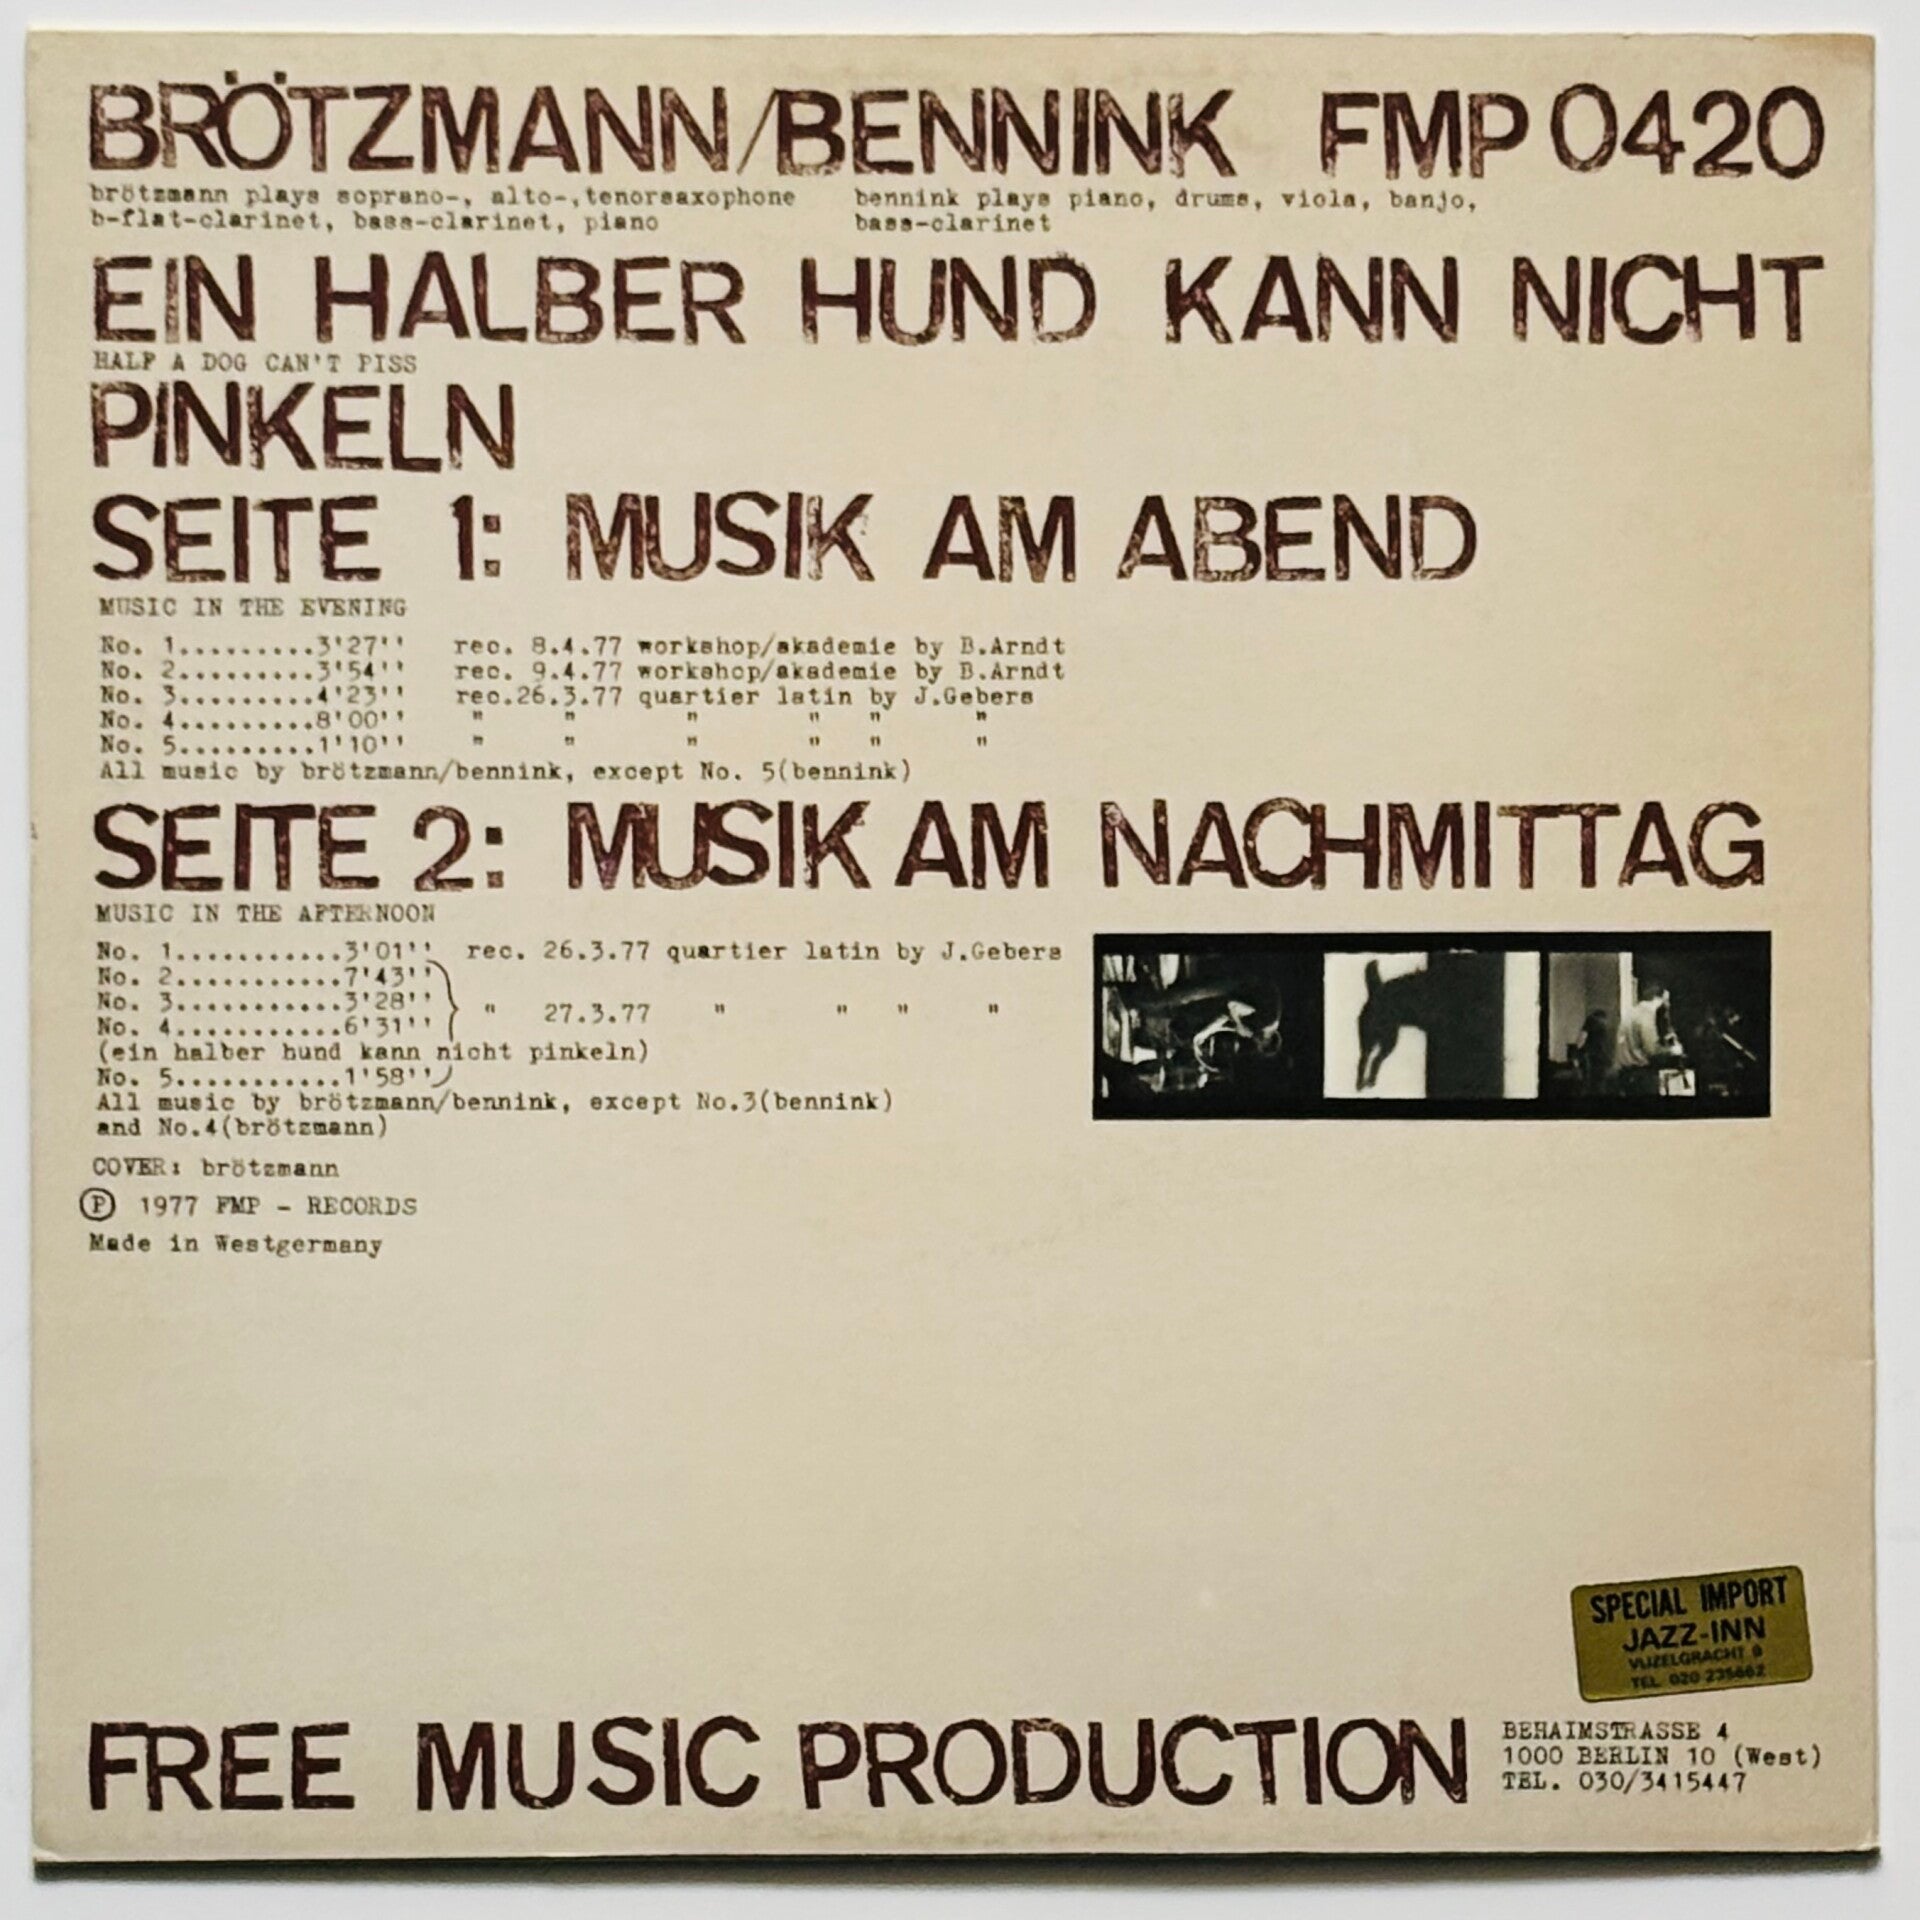 BRÖTZMANN/BENNINK FMP 0420
brötzmann plays soprano-, alto-,tenorsaxophone
b-flat-clarinet, bass-clarinet, piano
bennink plays piano, drums, viola, banjo,
bass-clarinet
EIN HALBER HUND KANN NICHT
HALF A DOG CAN'T PISS
PINKELN
SEITE 1: MUSIK AM ABEND
MUSIC IN THE EVENING
No. 1.........3'27'' rec. 8.4.77 workshop/akademie by B.Arndt
No. 2.........3'54'' rec. 9.4.77 workshop/akademie by B.Arndt
No. 3.........4'23'' rec.26.3.77 quartier latin by J.Gebers
No. 4.........8'00'' " " " " " "
No. 5.........1'10'' " " " " " "
All music by brötzmann/bennink, except No. 5(bennink)
SEITE 2: MUSIK AM NACHMITTAG
MUSIC IN THE AFTERNOON
No. 1...........3'01'' rec. 26.3.77 quartier latin by J.Gebers
No. 2...........7'43''
No. 3...........3'28'' " 27.3.77 " " " "
No. 4...........6'31''
(ein halber hund kann nicht pinkeln)
No. 5...........1'58''
All music by brötzmann/bennink, except No.3(bennink)
and No.4(brötzmann)
COVER: brötzmann
Ⓟ 1977 FMP - RECORDS
Made in Westgermany
SPECIAL IMPORT
JAZZ-INN
VIJZELGRACHT 9
TEL. 020 235662
FREE MUSIC PRODUCTION
BEHAIMSTRASSE 4
1000 BERLIN 10 (West)
TEL. 030/3415447